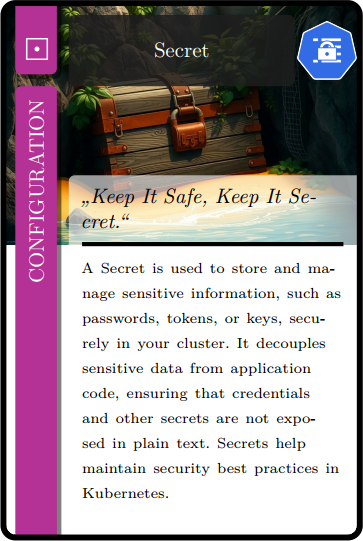 Secret
CONFIGURATION
„Keep It Safe, Keep It Se-
cret.“
A Secret is used to store and ma-
nage sensitive information, such as
passwords, tokens, or keys, secu-
rely in your cluster. It decouples
sensitive data from application
code, ensuring that credentials
and other secrets are not expo-
sed in plain text. Secrets help
maintain security best practices in
Kubernetes.